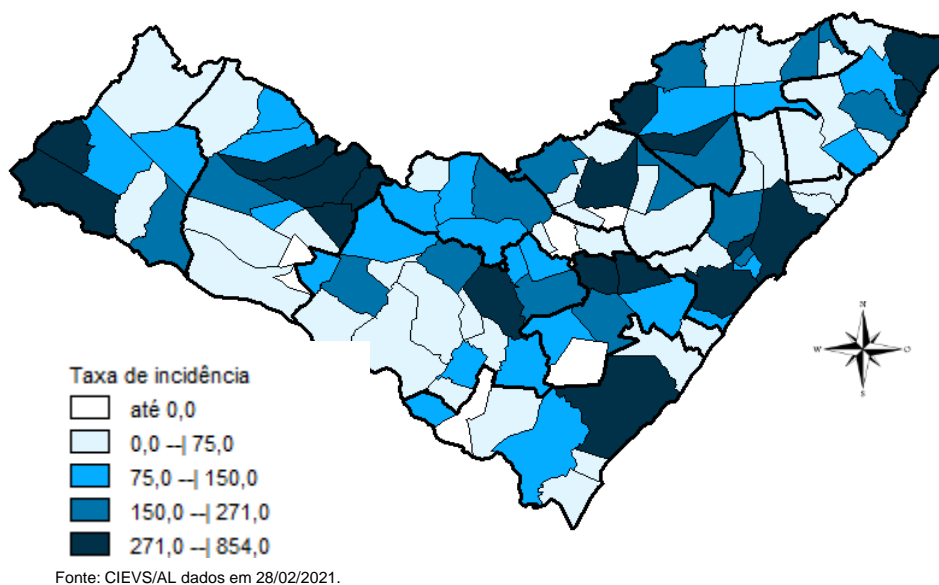 N
W O
S
Taxa de incidência
até 0,0
0,0 --| 75,0
75,0 --| 150,0
150,0 --| 271,0
271,0 --| 854,0
Fonte: CIEVS/AL dados em 28/02/2021.